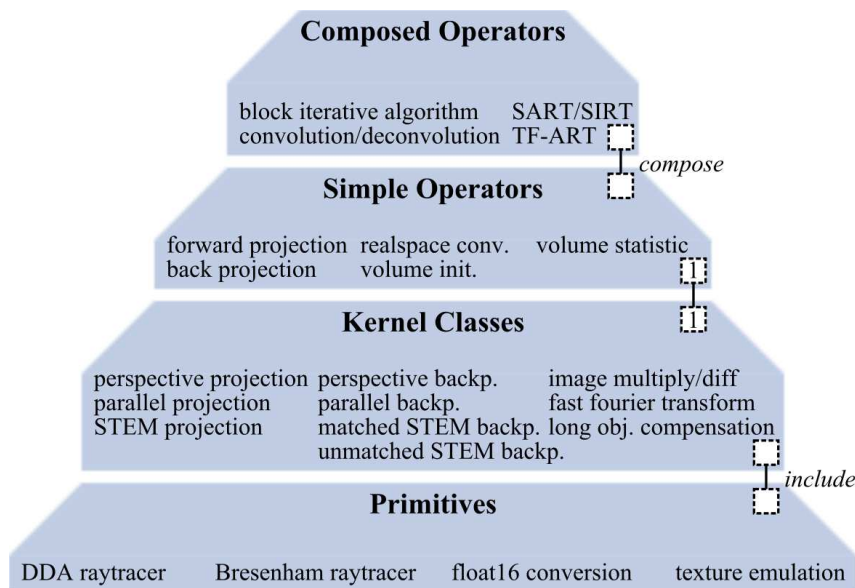 Composed Operators
block iterative algorithm SART/SIRT
convolution/deconvolution TF-ART
compose
Simple Operators
forward projection realspace conv. volume statistic
back projection volume init.
1
1
Kernel Classes
perspective projection perspective backp. image multiply/diff
parallel projection parallel backp. fast fourier transform
STEM projection matched STEM backp. long obj. compensation
unmatched STEM backp.
include
Primitives
DDA raytracer Bresenham raytracer float16 conversion texture emulation